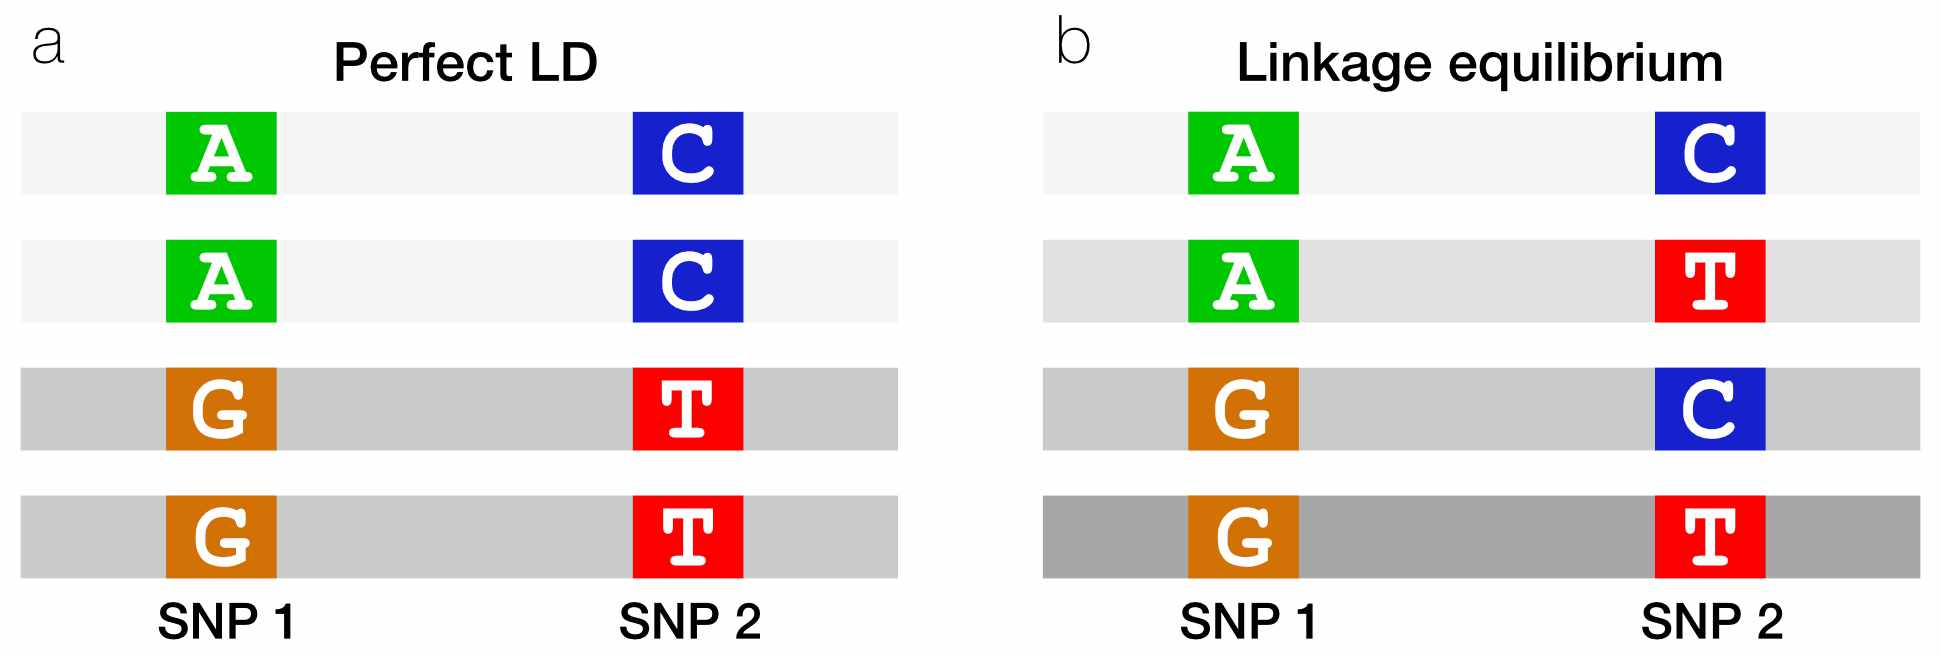 a
Perfect LD
A C
A C
G T
G T
SNP 1 SNP 2
b
Linkage equilibrium
A C
A T
G C
G T
SNP 1 SNP 2